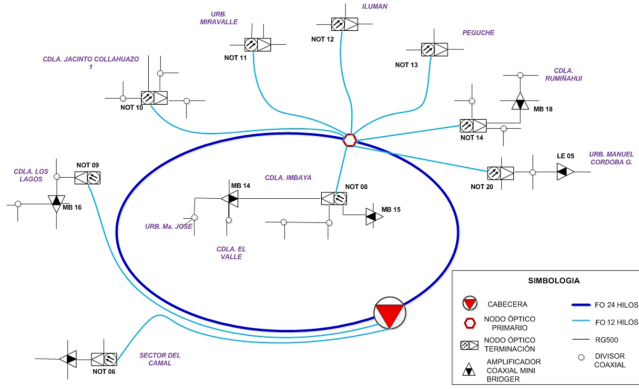 URB.
MIRAVALLE
ILUMAN
PEGUCHE
NOT 11
NOT 12
NOT 13
CDLA. JACINTO COLLAHUAZO
1
NOT 10
CDLA.
RUMIÑAHUI
MB 18
NOT 14
URB. MANUEL
CORDOBA G.
LE 05
NOT 20
CDLA. LOS
LAGOS
NOT 09
MB 16
MB 14
CDLA. IMBAYA
NOT 08
MB 15
URB. Ma. JOSE
CDLA. EL
VALLE
SECTOR DEL
CAMAL
NOT 06
SIMBOLOGIA
CABECERA
NODO ÓPTICO
PRIMARIO
NODO ÓPTICO
TERMINACIÓN
AMPLIFICADOR
COAXIAL MINI
BRIDGER
FO 24 HILOS
FO 12 HILOS
RG500
DIVISOR
COAXIAL